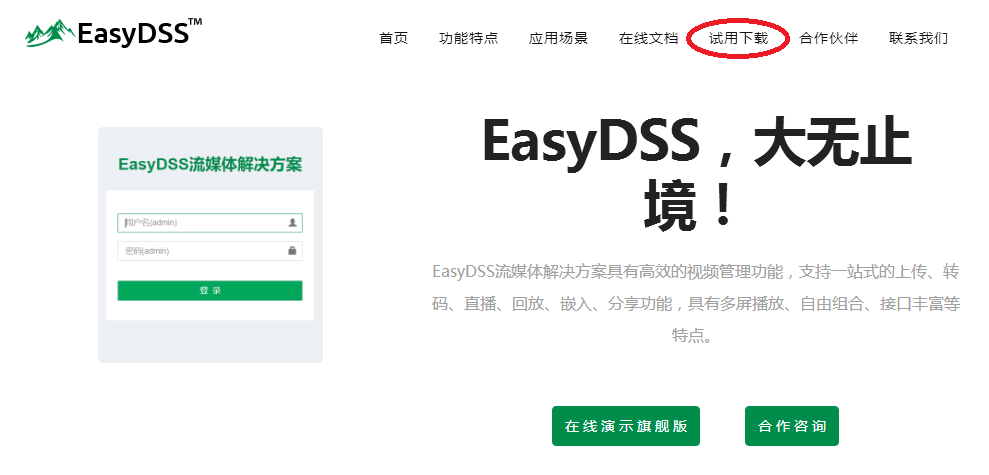 EasyDSS™
首页 功能特点 应用场景 在线文档 试用下载 合作伙伴 联系我们
EasyDSS流媒体解决方案
用户名(admin)
密码(admin)
登 录
EasyDSS，大无止
境！
EasyDSS流媒体解决方案具有高效的视频管理功能，支持一站式的上传、转
码、直播、回放、嵌入、分享功能，具有多屏播放、自由组合、接口丰富等
特点。
在线演示旗舰版 合作咨询